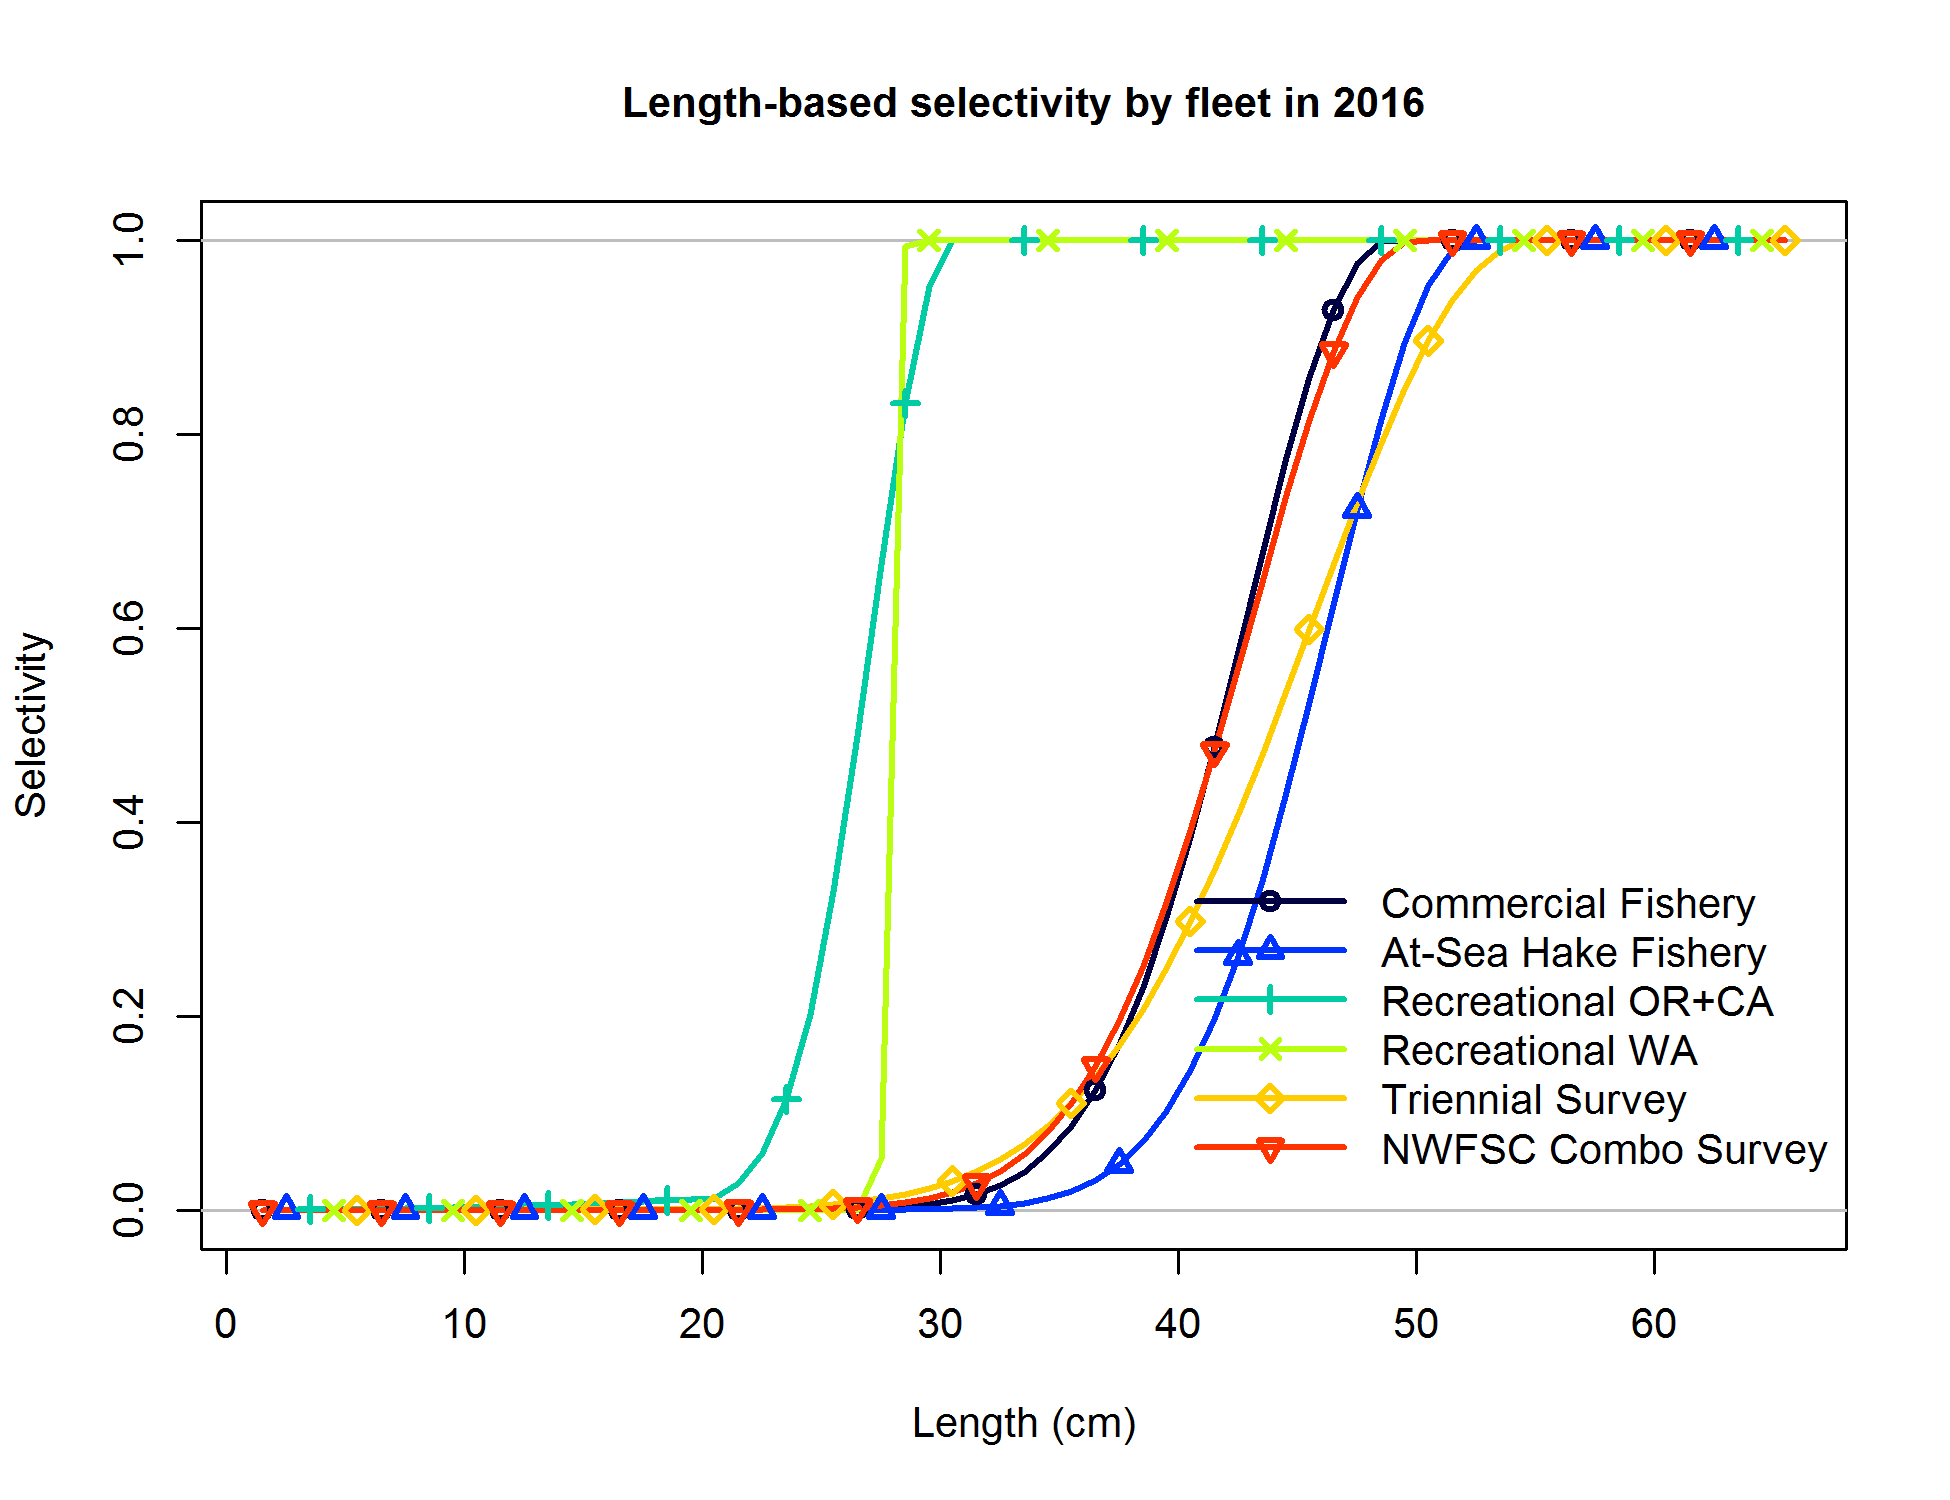 Length-based selectivity by fleet in 2016
Selectivity
1.0
0.8
0.6
0.4
0.2
0.0
Commercial Fishery
At-Sea Hake Fishery
Recreational OR+CA
Recreational WA
Triennial Survey
NWFSC Combo Survey
0 10 20 30 40 50 60
Length (cm)